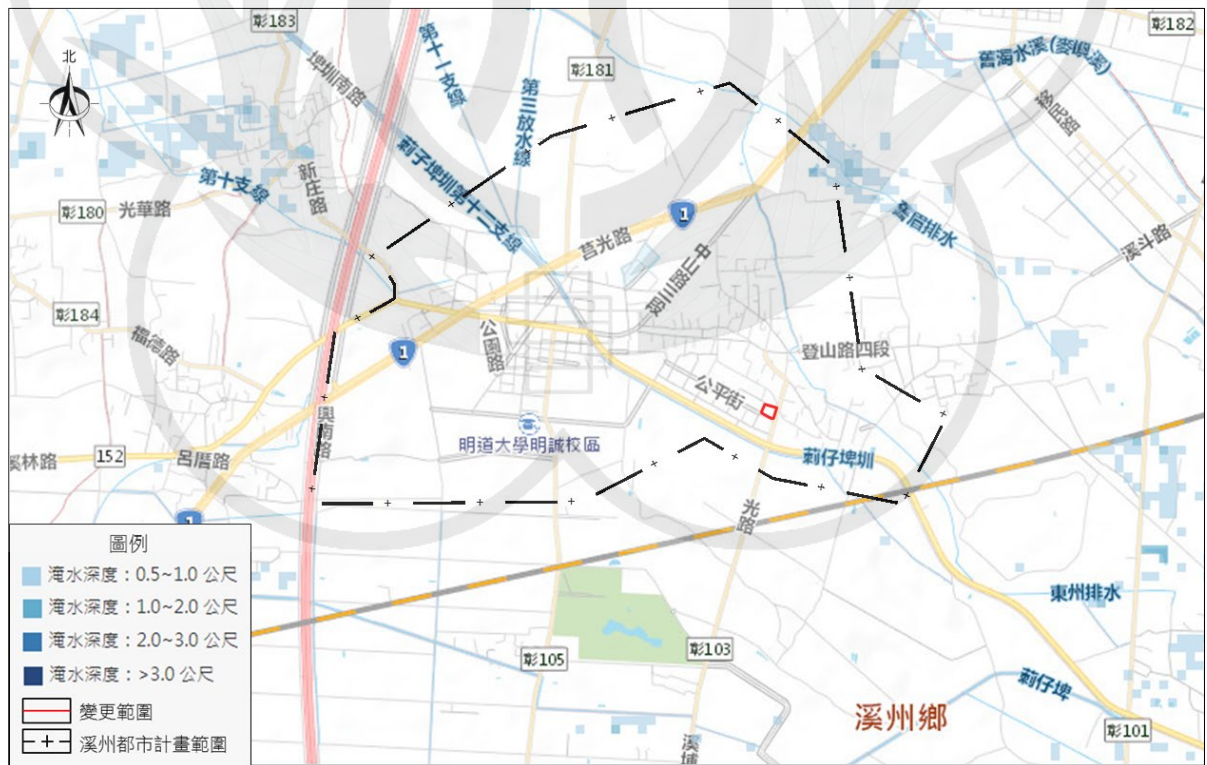 彰183
彰182
北
埤圳南路
第十一支線
第三放水線
彰181
舊濁水溪(麥嶼溪)
移民路
莿仔埤圳第十二支線
新庄路
第十支線
彰180
光華路
1
莒光路
中山路三段
舊眉排水
溪斗路
彰184
福德路
公園路
1
登山路四段
公平街
興南路
明道大學明誠校區
溪林路
152
呂厝路
莿仔埤圳
光路
1
圖例
淹水深度：0.5~1.0 公尺
淹水深度：1.0~2.0 公尺
淹水深度：2.0~3.0 公尺
淹水深度：>3.0 公尺
變更範圍
溪州都市計畫範圍
東州排水
彰105
彰103
莿仔埤
溪州鄉
彰101